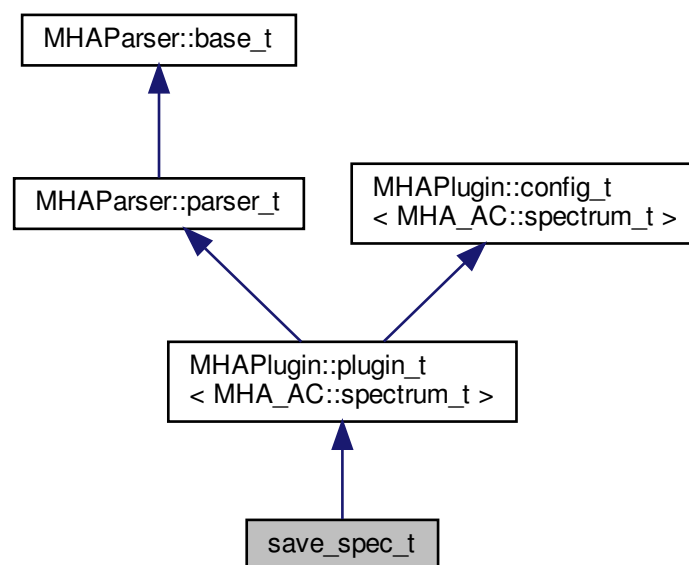 MHAParser::base_t
MHAParser::parser_t
MHAPlugin::config_t
< MHA_AC::spectrum_t >
MHAPlugin::plugin_t
< MHA_AC::spectrum_t >
save_spec_t